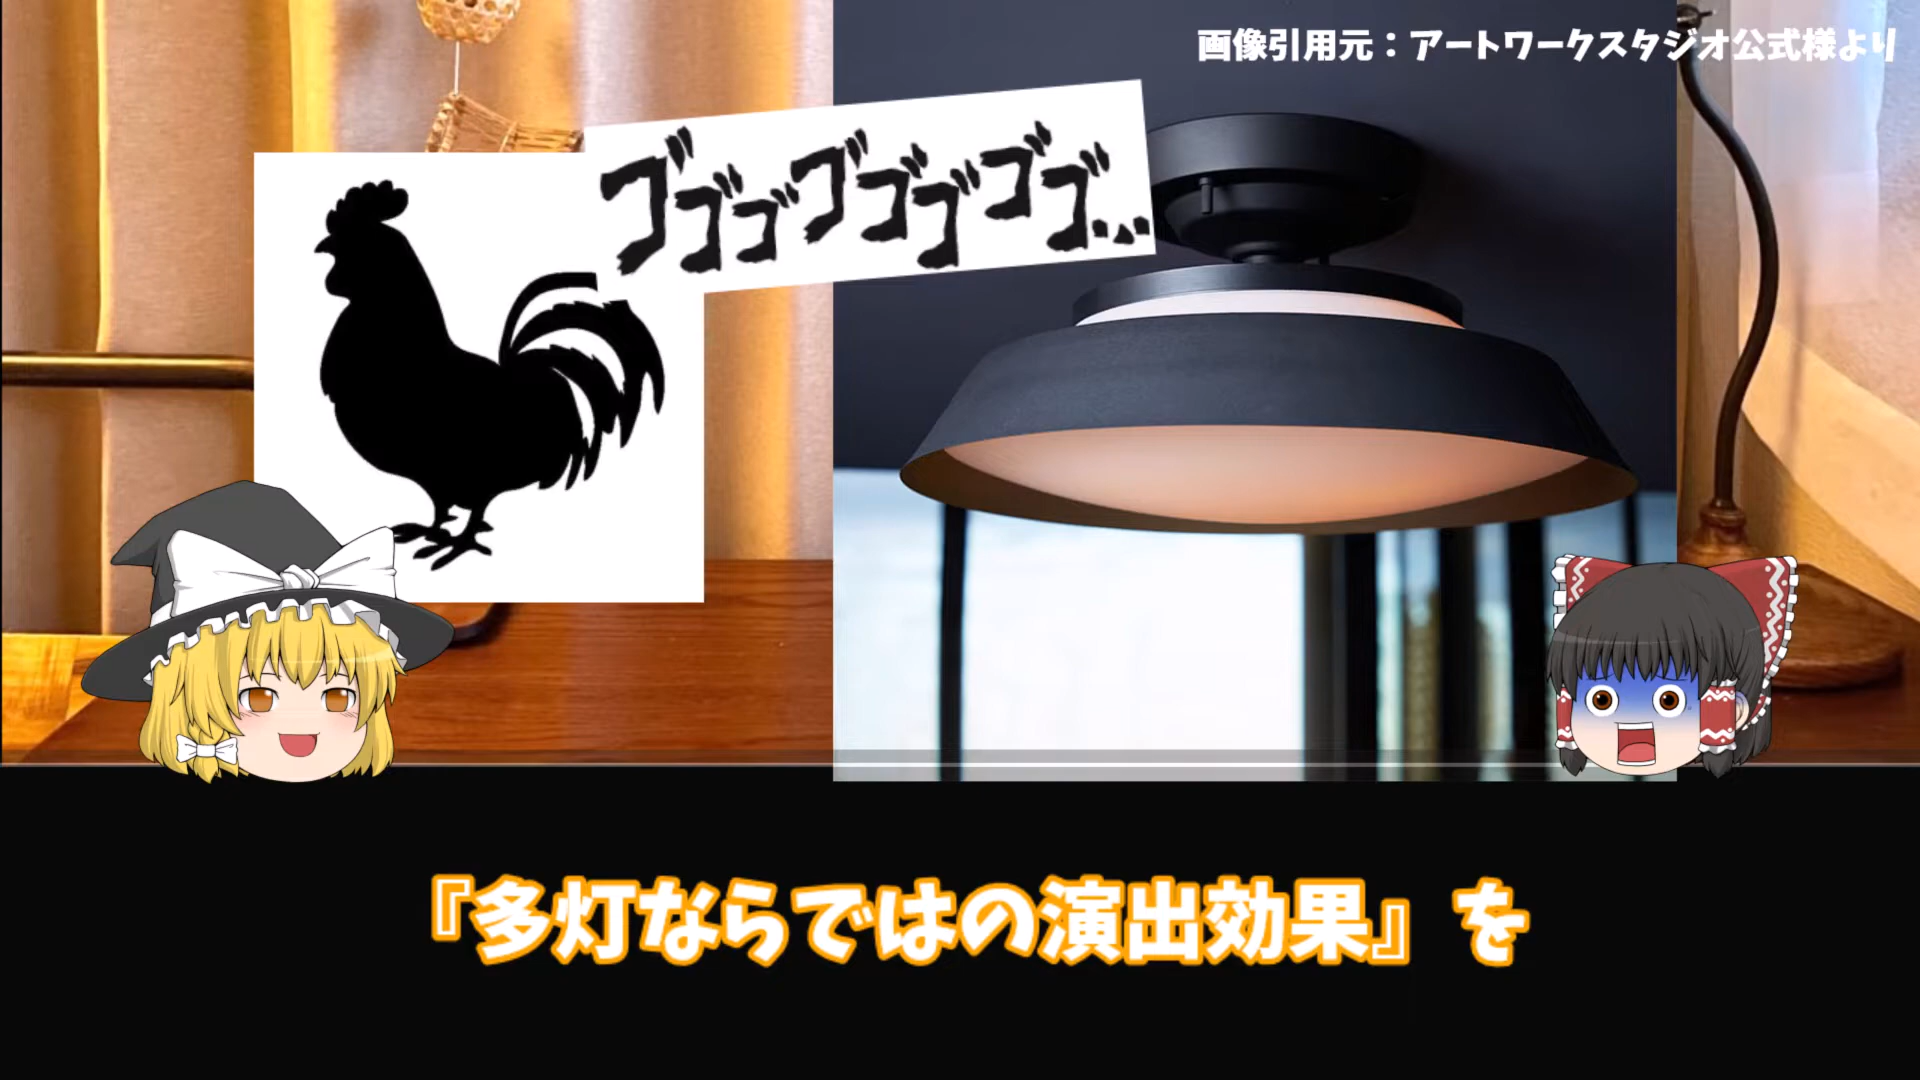 画像引用元：アートワークスタジオ公式様より
ゴゴゴゴゴゴゴゴ...
『多灯ならではの演出効果』を